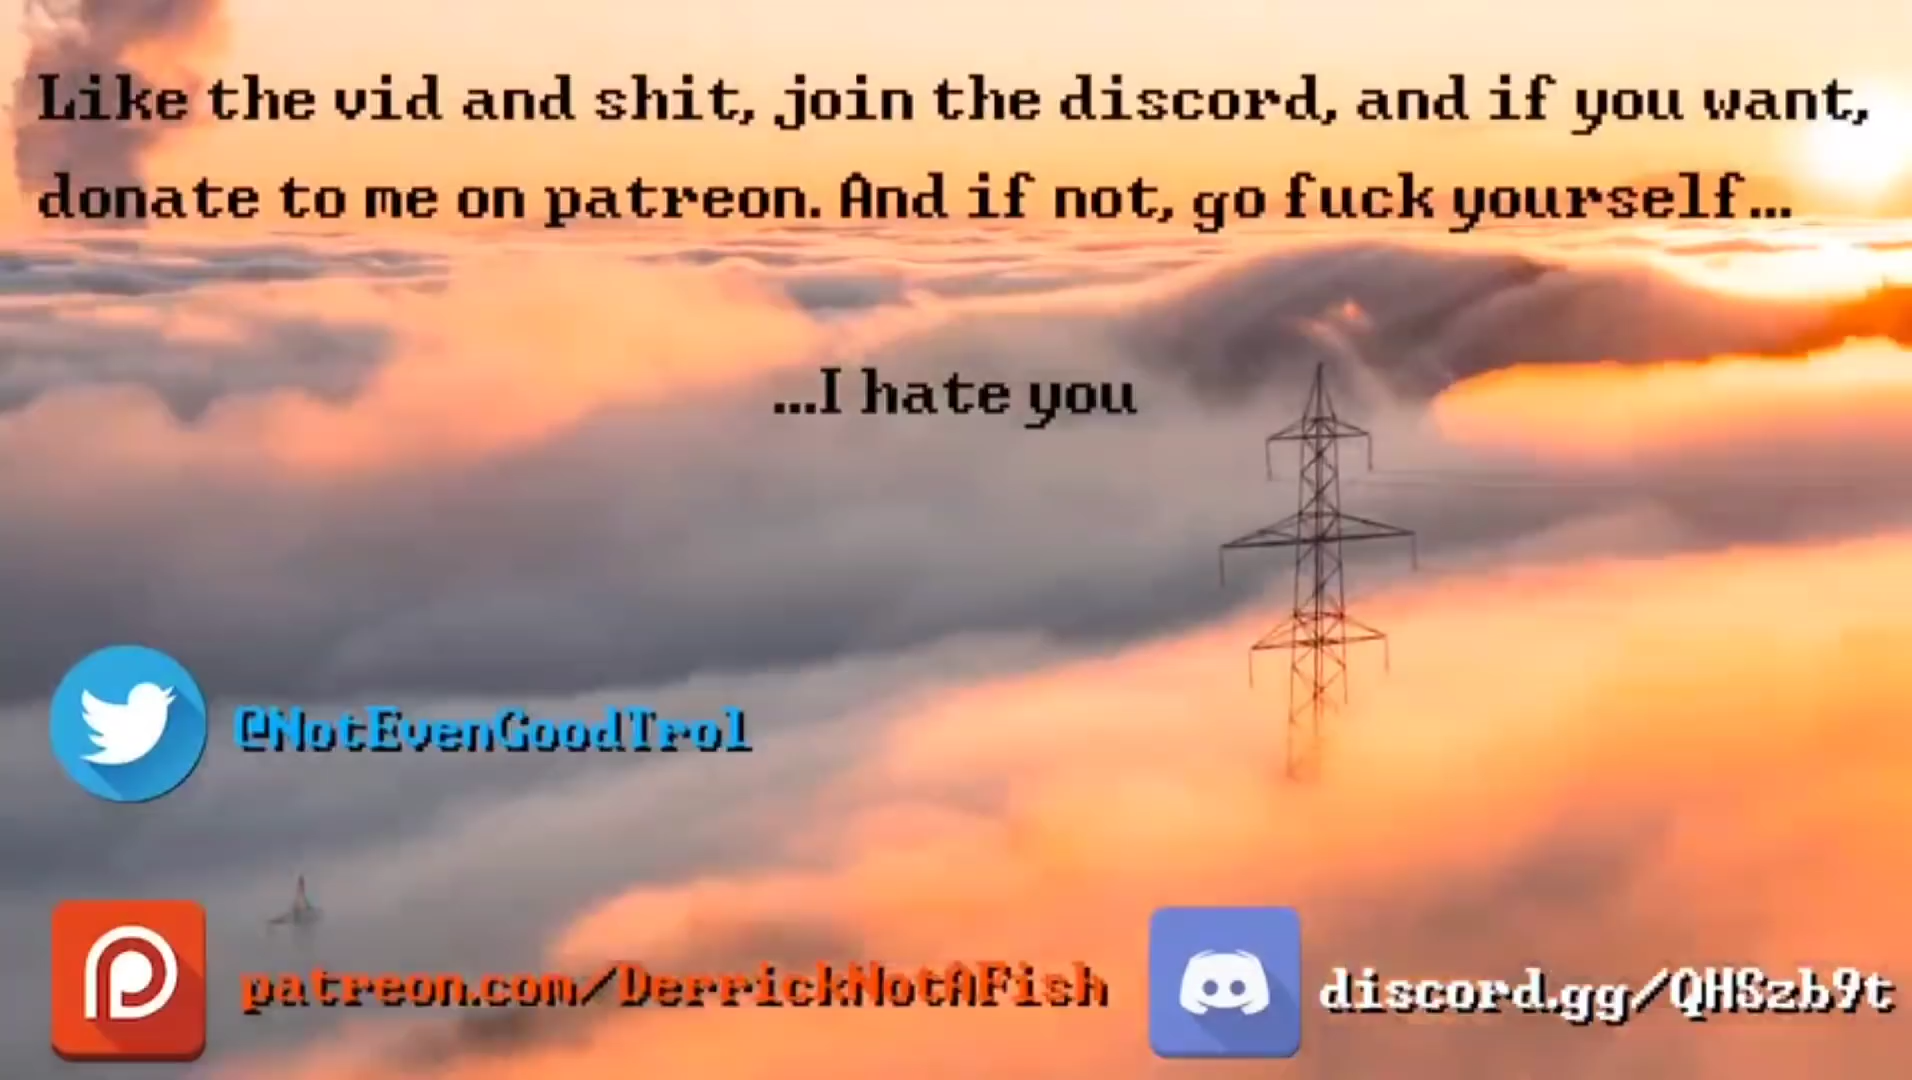 Like the vid and shit, join the discord, and if you want,
donate to me on patreon. And if not, go fuck yourself...
...I hate you
@NotEvenGoodTrol
patreon.com/DerrickNotAFish
discord.gg/QHSzb9t